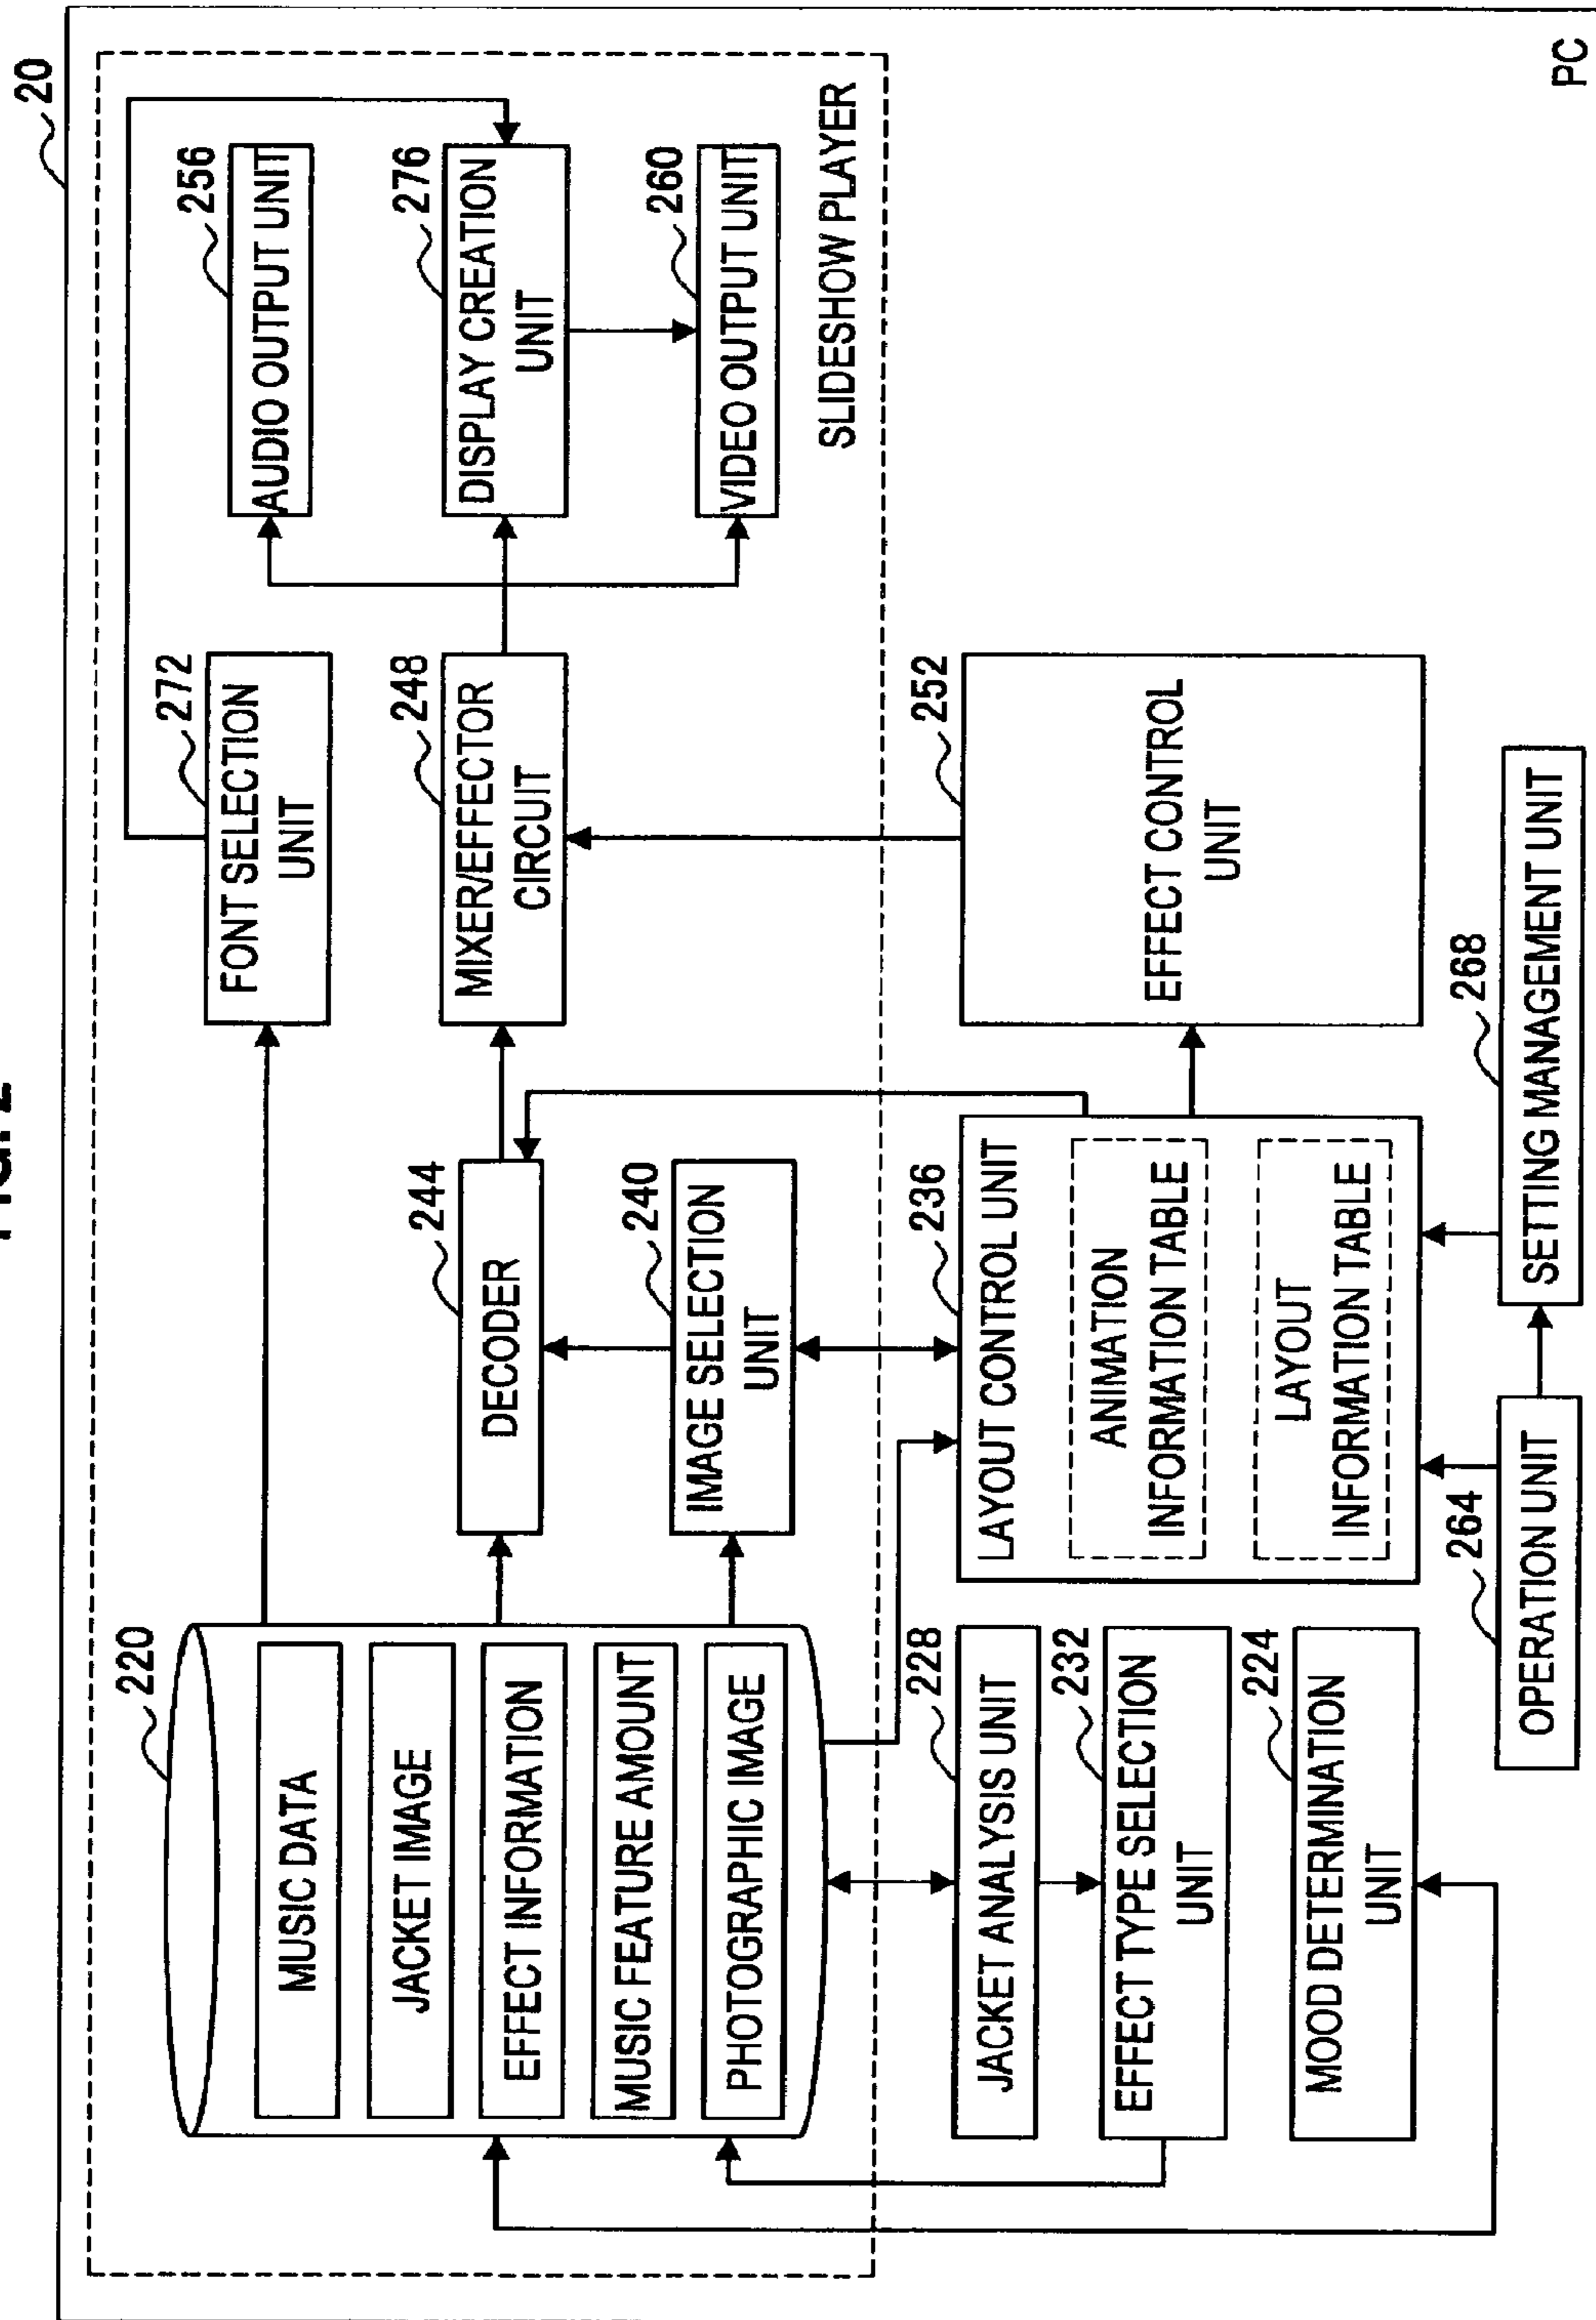 20
220
MUSIC DATA
JACKET IMAGE
EFFECT INFORMATION
MUSIC FEATURE AMOUNT
PHOTOGRAPHIC IMAGE
272
FONT SELECTION
UNIT
256
AUDIO OUTPUT UNIT
244
DECODER
248
MIXER/EFFECTOR
CIRCUIT
276
DISPLAY CREATION
UNIT
240
IMAGE SELECTION
UNIT
260
VIDEO OUTPUT UNIT
SLIDESHOW PLAYER
228
JACKET ANALYSIS UNIT
232
EFFECT TYPE SELECTION
UNIT
224
MOOD DETERMINATION
UNIT
236
LAYOUT CONTROL UNIT
ANIMATION
INFORMATION TABLE
LAYOUT
INFORMATION TABLE
252
EFFECT CONTROL
UNIT
264
OPERATION UNIT
268
SETTING MANAGEMENT UNIT
PC